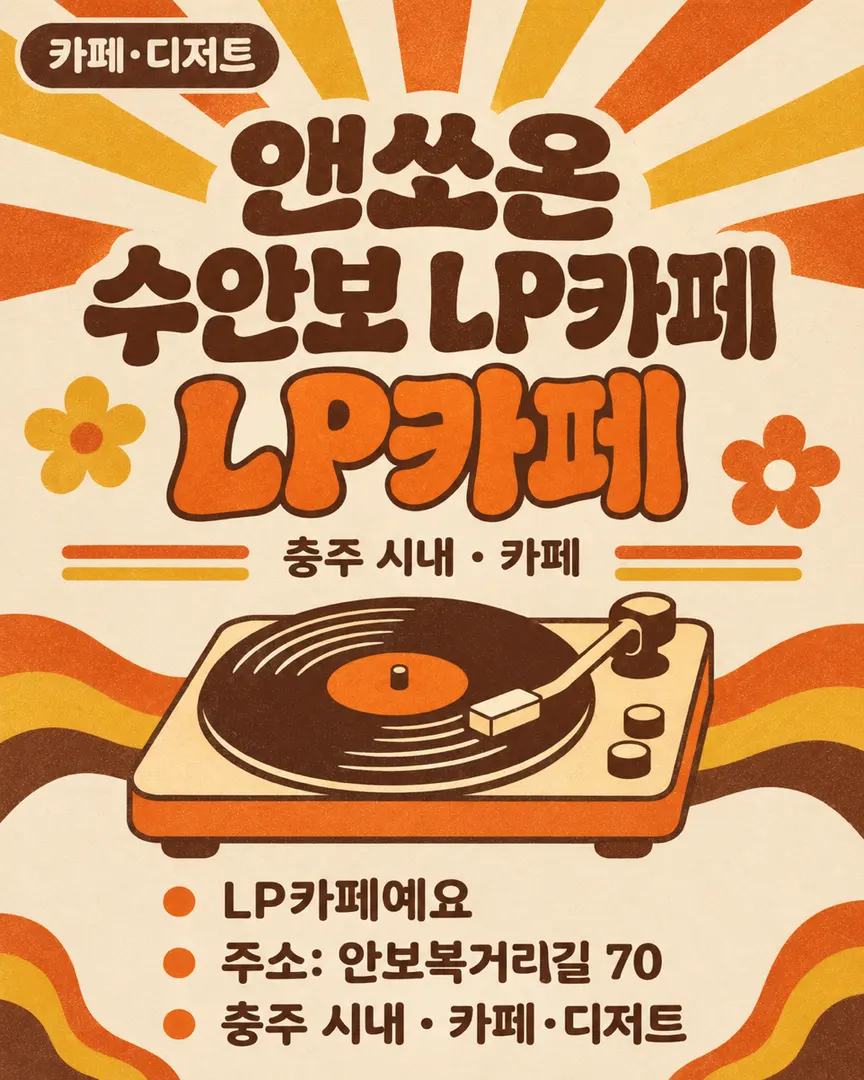 카페·디저트
앤쏘온
수안보 LP카페
LP카페
충주 시내 · 카페
LP카페예요
주소: 안보복거리길 70
충주 시내 · 카페·디저트